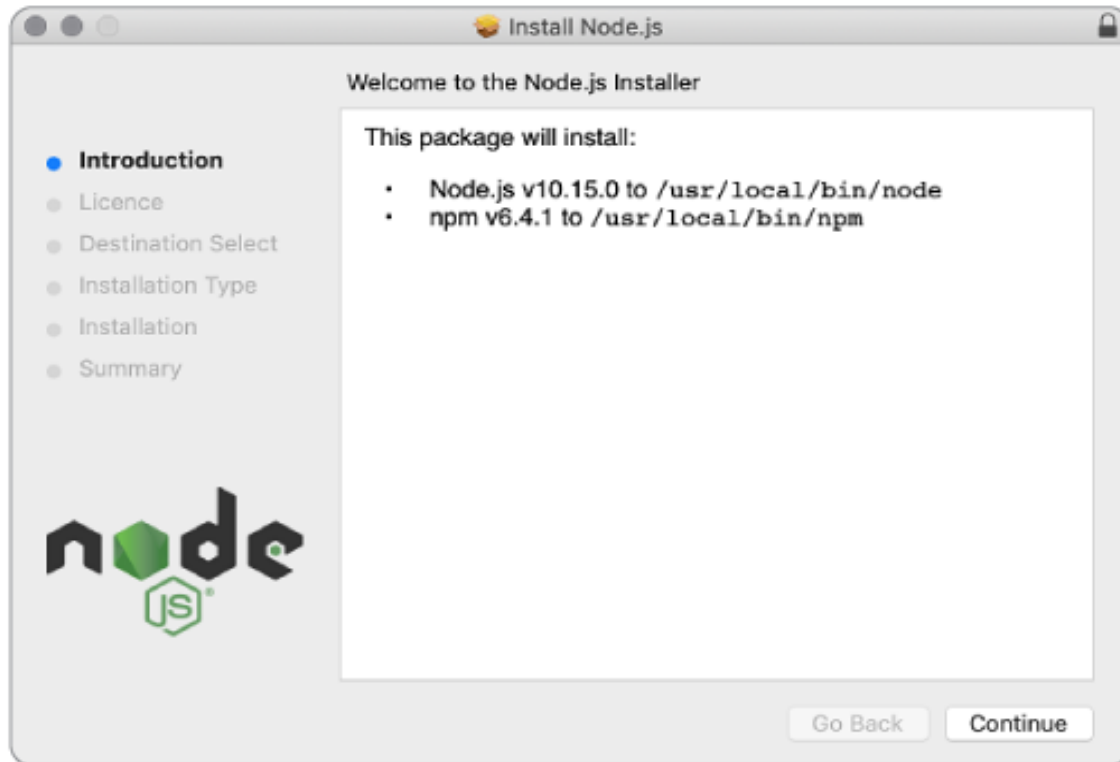 Install Node.js
Welcome to the Node.js Installer
Introduction
Licence
Destination Select
Installation Type
Installation
Summary
This package will install:
· Node.js v10.15.0 to /usr/local/bin/node
· npm v6.4.1 to /usr/local/bin/npm
node
JS®
Go Back
Continue